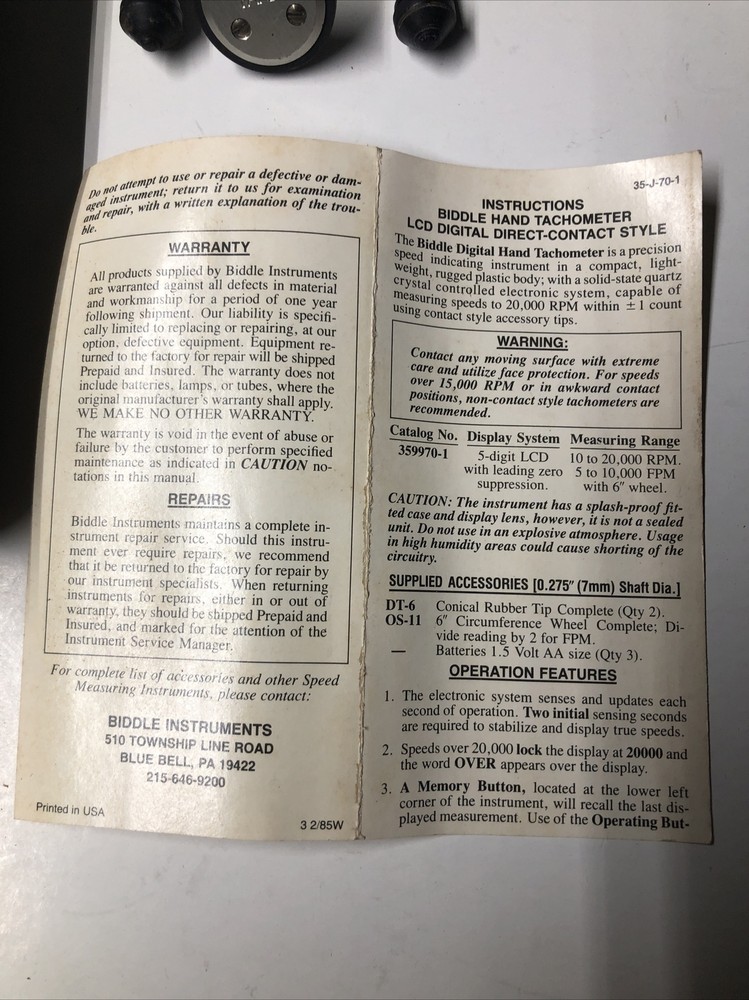 Do not attempt to use or repair a defective or dam-
aged instrument; return it to us for examination
and repair, with a written explanation of the trou-
ble.
WARRANTY
All products supplied by Biddle Instruments
are warranted against all defects in material
and workmanship for a period of one year
following shipment. Our liability is specifi-
cally limited to replacing or repairing, at our
option, defective equipment. Equipment re-
turned to the factory for repair will be shipped
Prepaid and Insured. The warranty does not
include batteries, lamps, or tubes, where the
original manufacturer's warranty shall apply.
WE MAKE NO OTHER WARRANTY.
The warranty is void in the event of abuse or
failure by the customer to perform specified
maintenance as indicated in CAUTION no-
tations in this manual.
REPAIRS
Biddle Instruments maintains a complete in-
strument repair service. Should this instru-
ment ever require repairs, we recommend
that it be returned to the factory for repair by
our instrument specialists. When returning
instruments for repairs, either in or out of
warranty, they should be shipped Prepaid and
Insured, and marked for the attention of the
Instrument Service Manager.
For complete list of accessories and other Speed
Measuring Instruments, please contact:
BIDDLE INSTRUMENTS
510 TOWNSHIP LINE ROAD
BLUE BELL, PA 19422
215-646-9200
Printed in USA
3 2/85W
35-J-70-1
INSTRUCTIONS
BIDDLE HAND TACHOMETER
LCD DIGITAL DIRECT-CONTACT STYLE
The Biddle Digital Hand Tachometer is a precision
speed indicating instrument in a compact, light-
weight, rugged plastic body; with a solid-state quartz
crystal controlled electronic system, capable of
measuring speeds to 20,000 RPM within ±1 count
using contact style accessory tips.
WARNING:
Contact any moving surface with extreme
care and utilize face protection. For speeds
over 15,000 RPM or in awkward contact
positions, non-contact style tachometers are
recommended.
Catalog No. Display System Measuring Range
359970-1 5-digit LCD 10 to 20,000 RPM.
with leading zero 5 to 10,000 FPM
suppression. with 6" wheel.
CAUTION: The instrument has a splash-proof fit-
ted case and display lens, however, it is not a sealed
unit. Do not use in an explosive atmosphere. Usage
in high humidity areas could cause shorting of the
circuitry.
SUPPLIED ACCESSORIES [0.275" (7mm) Shaft Dia.]
DT-6 Conical Rubber Tip Complete (Qty 2).
OS-11 6" Circumference Wheel Complete; Di-
vide reading by 2 for FPM.
— Batteries 1.5 Volt AA size (Qty 3).
OPERATION FEATURES
1. The electronic system senses and updates each
second of operation. Two initial sensing seconds
are required to stabilize and display true speeds.
2. Speeds over 20,000 lock the display at 20000 and
the word OVER appears over the display.
3. A Memory Button, located at the lower left
corner of the instrument, will recall the last dis-
played measurement. Use of the Operating But-